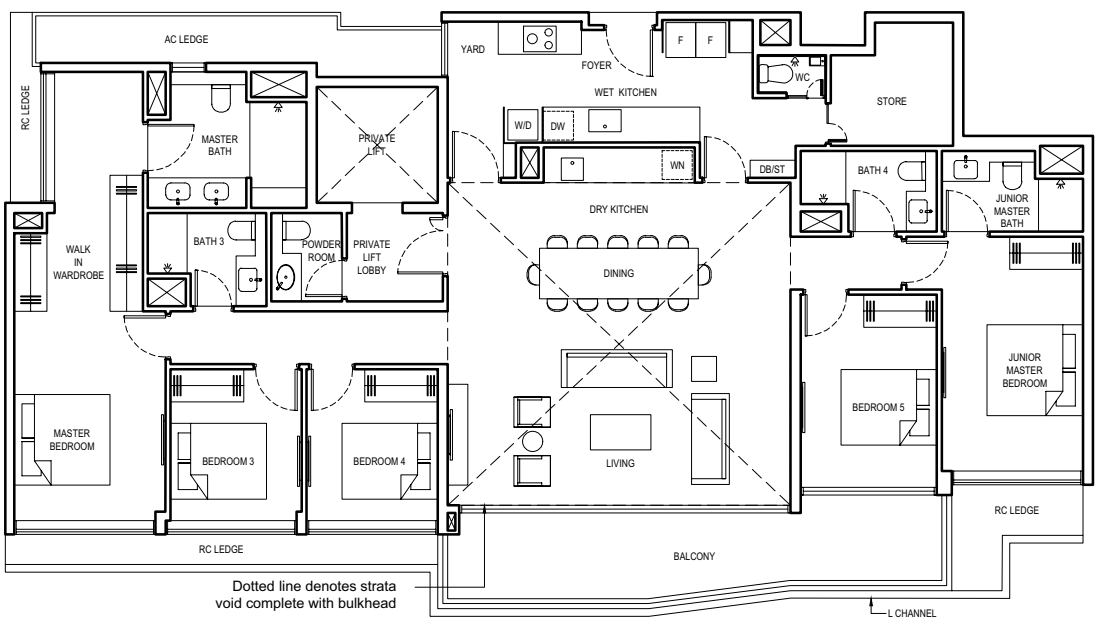 AC LEDGE
YARD
FOYER
F
F
WC
RC LEDGE
WET KITCHEN
STORE
MASTER
BATH
PRIVATE
LIFT
W/D
DW
WN
DB/ST
BATH 4
JUNIOR
MASTER
BATH
DRY KITCHEN
WALK
IN
WARDROBE
BATH 3
POWDER
ROOM
PRIVATE
LIFT
LOBBY
DINING
JUNIOR
MASTER
BEDROOM
BEDROOM 5
MASTER
BEDROOM
BEDROOM 3
BEDROOM 4
LIVING
RC LEDGE
RC LEDGE
BALCONY
Dotted line denotes strata
void complete with bulkhead
L CHANNEL